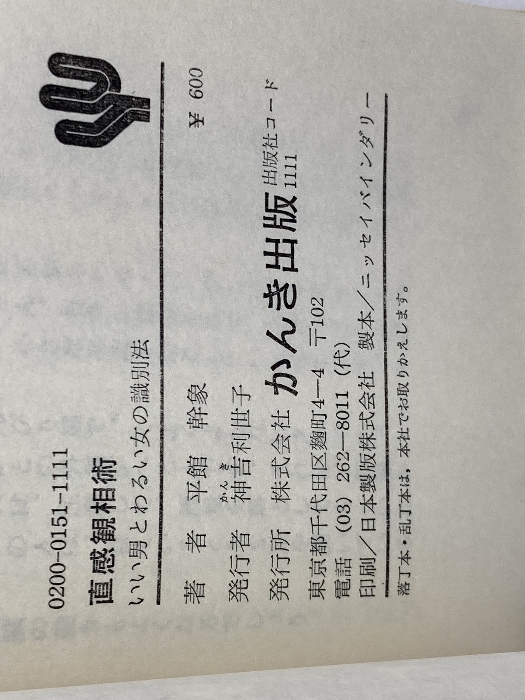 0200-0151-1111
直感観相術
いい男とわるい女の識別法
¥ 600
著者 平館 幹象
発行者 神吉利世子
かんき
発行所 株式会社 かんき出版 出版社コード 1111
東京都千代田区麴町4―4 〒102
電話 (03) 262―8011 (代)
印刷/日本製版株式会社 製本/ニッセイバインダリー
落丁本・乱丁本は,本社でお取りかえします。